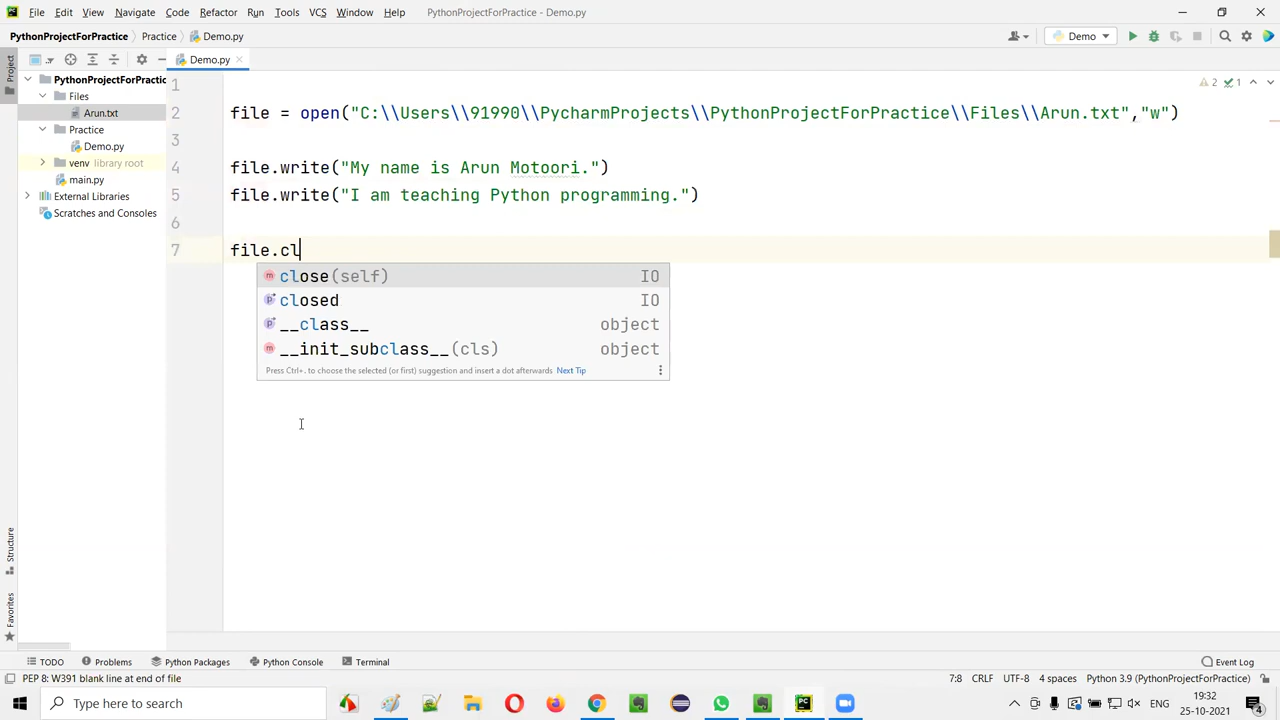 File Edit View Navigate Code Refactor Run Tools VCS Window Help PythonProjectForPractice - Demo.py
PythonProjectForPractice Practice Demo.py Demo
Project
Demo.py
PythonProjectForPractic
Files
Arun.txt
Practice
Demo.py
venv library root
main.py
External Libraries
Scratches and Consoles
2 1
1
2 file = open("C:\\Users\\91990\\PycharmProjects\\PythonProjectForPractice\\Files\\Arun.txt","w")
3
4 file.write("My name is Arun Motoori.")
5 file.write("I am teaching Python programming.")
6
7 file.cl
close(self) IO
closed IO
__class__ object
__init_subclass__(cls) object
Press Ctrl+. to choose the selected (or first) suggestion and insert a dot afterwards Next Tip
Structure
Favorites
TODO Problems Python Packages Python Console Terminal Event Log
PEP 8: W391 blank line at end of file 7:8 CRLF UTF-8 4 spaces Python 3.9 (PythonProjectForPractice)
Type here to search ENG 19:32 25-10-2021 4